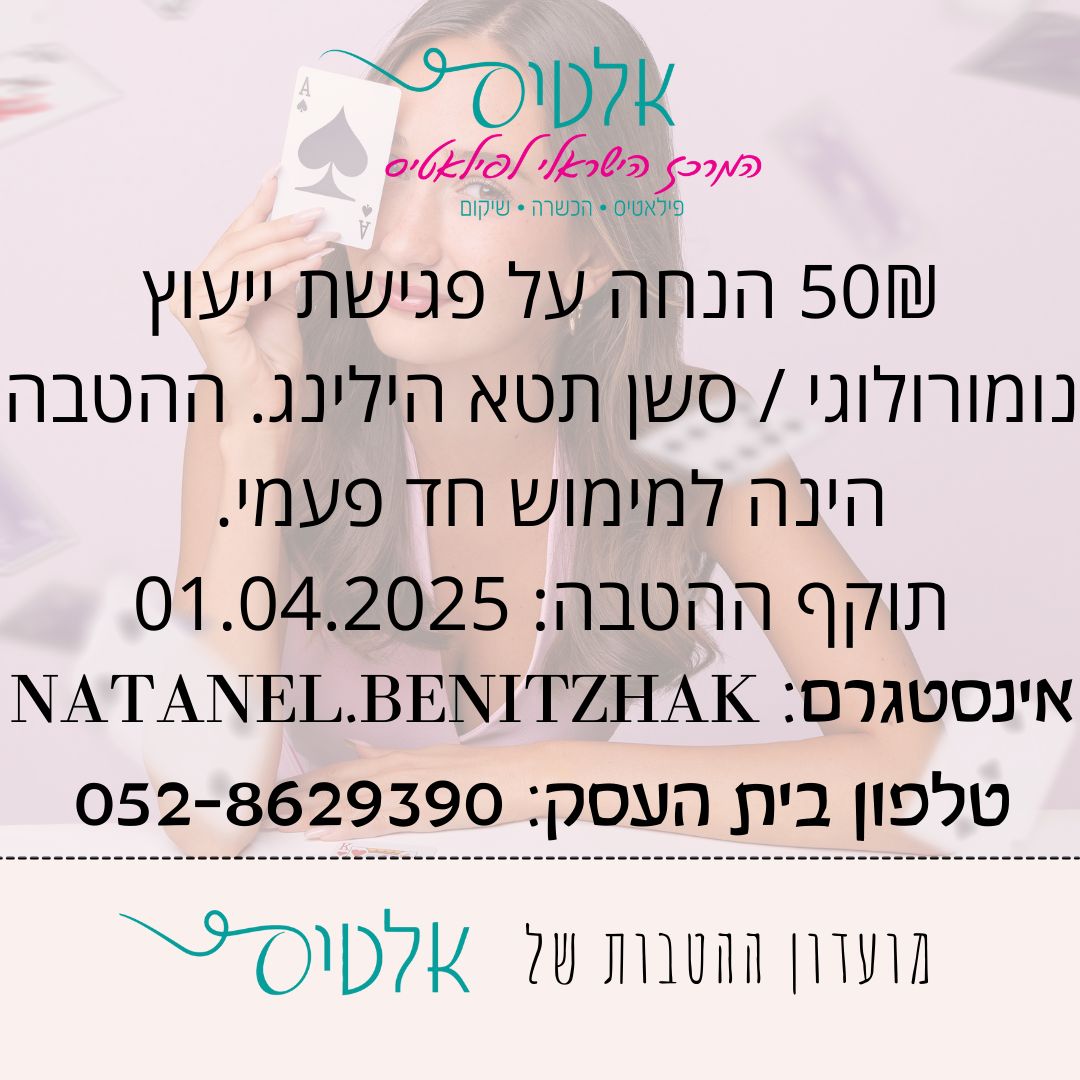 אלטיס
המרכז הישראלי לפילאטיס
פילאטיס • הכשרה • שיקום
A
A
50₪ הנחה על פגישת ייעוץ
נומורולוגי / סשן תטא הילינג. ההטבה
הינה למימוש חד פעמי.
תוקף ההטבה: 01.04.2025
אינסטגרם: NATANEL.BENITZHAK
טלפון בית העסק: 052-8629390
K
מועדון ההטבות של אלטיס